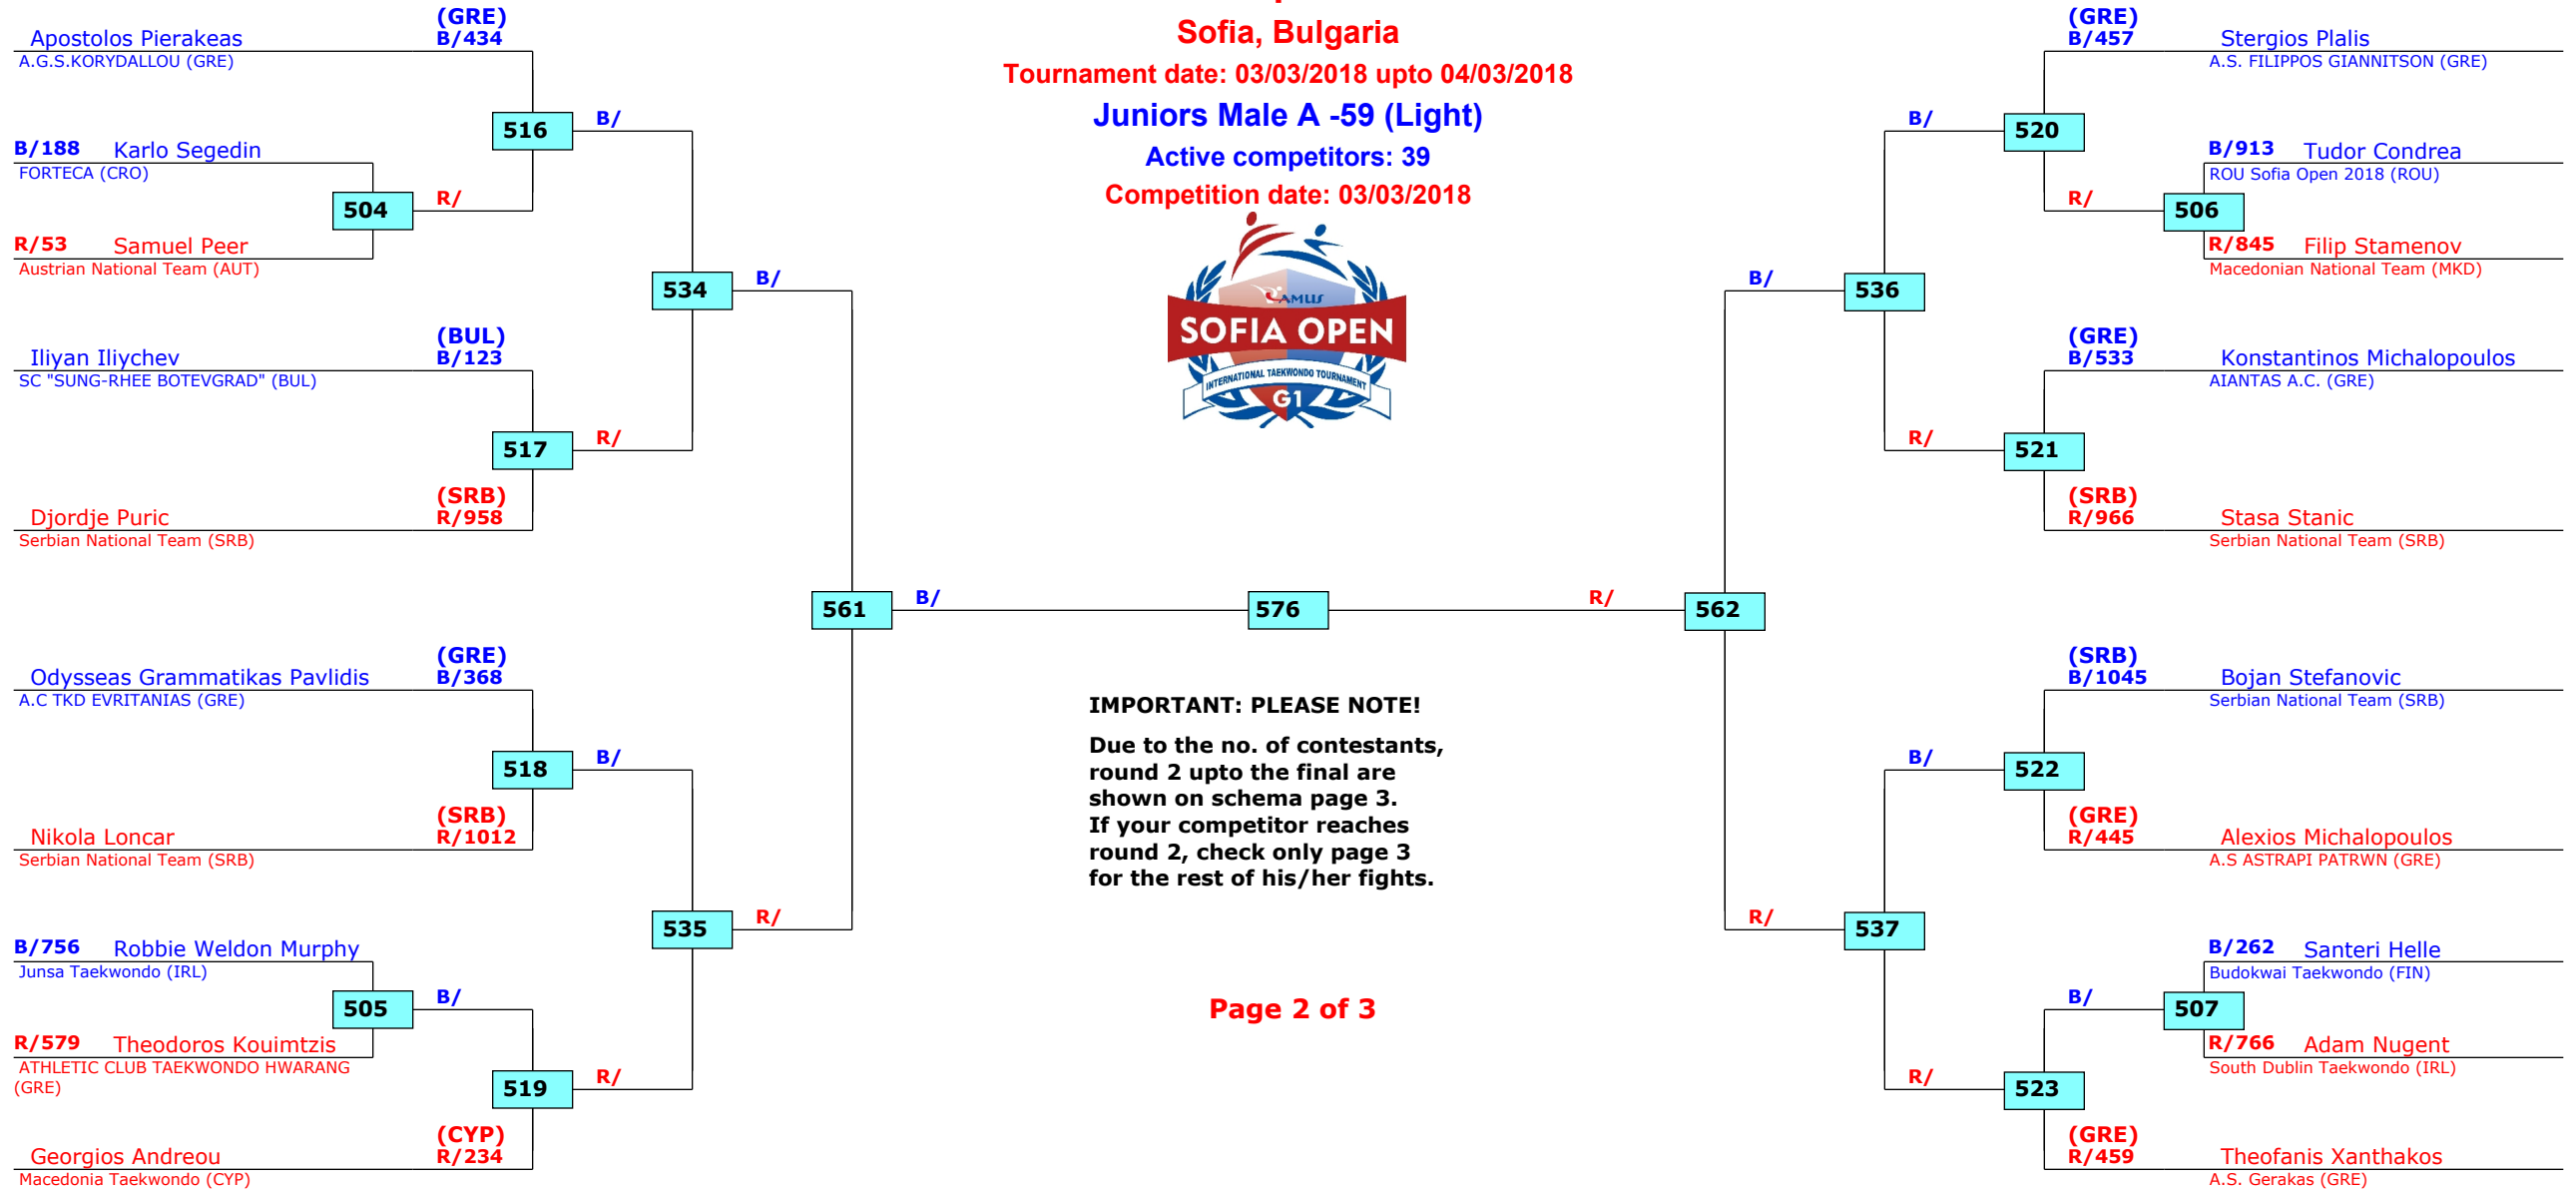 Sofia, Bulgaria
Tournament date: 03/03/2018 upto 04/03/2018
Juniors Male A -59 (Light)
Active competitors: 39
Competition date: 03/03/2018
RAMUS
SOFIA OPEN
INTERNATIONAL TAEKWONDO TOURNAMENT
G1
(GRE)
Apostolos Pierakeas B/434
A.G.S.KORYDALLOU (GRE)
516 B/
B/188 Karlo Segedin
FORTECA (CRO)
504 R/
R/53 Samuel Peer
Austrian National Team (AUT)
534 B/
(BUL)
Iliyan Iliychev B/123
SC "SUNG-RHEE BOTEVGRAD" (BUL)
517 R/
(SRB)
Djordje Puric R/958
Serbian National Team (SRB)
561 B/
(GRE)
Odysseas Grammatikas Pavlidis B/368
A.C TKD EVRITANIAS (GRE)
518 B/
(SRB)
Nikola Loncar R/1012
Serbian National Team (SRB)
535 R/
B/756 Robbie Weldon Murphy
Junsa Taekwondo (IRL)
505 B/
R/579 Theodoros Kouimtzis
ATHLETIC CLUB TAEKWONDO HWARANG
(GRE)
519 R/
(CYP)
Georgios Andreou R/234
Macedonia Taekwondo (CYP)
576
IMPORTANT: PLEASE NOTE!
Due to the no. of contestants,
round 2 upto the final are
shown on schema page 3.
If your competitor reaches
round 2, check only page 3
for the rest of his/her fights.
Page 2 of 3
(GRE)
B/457 Stergios Plalis
A.S. FILIPPOS GIANNITSON (GRE)
B/ 520
B/913 Tudor Condrea
ROU Sofia Open 2018 (ROU)
R/ 506
R/845 Filip Stamenov
Macedonian National Team (MKD)
B/ 536
(GRE)
B/533 Konstantinos Michalopoulos
AIANTAS A.C. (GRE)
R/ 521
(SRB)
R/966 Stasa Stanic
Serbian National Team (SRB)
R/ 562
(SRB)
B/1045 Bojan Stefanovic
Serbian National Team (SRB)
B/ 522
(GRE)
R/445 Alexios Michalopoulos
A.S ASTRAPI PATRWN (GRE)
R/ 537
B/262 Santeri Helle
Budokwai Taekwondo (FIN)
B/ 507
R/766 Adam Nugent
South Dublin Taekwondo (IRL)
R/ 523
(GRE)
R/459 Theofanis Xanthakos
A.S. Gerakas (GRE)